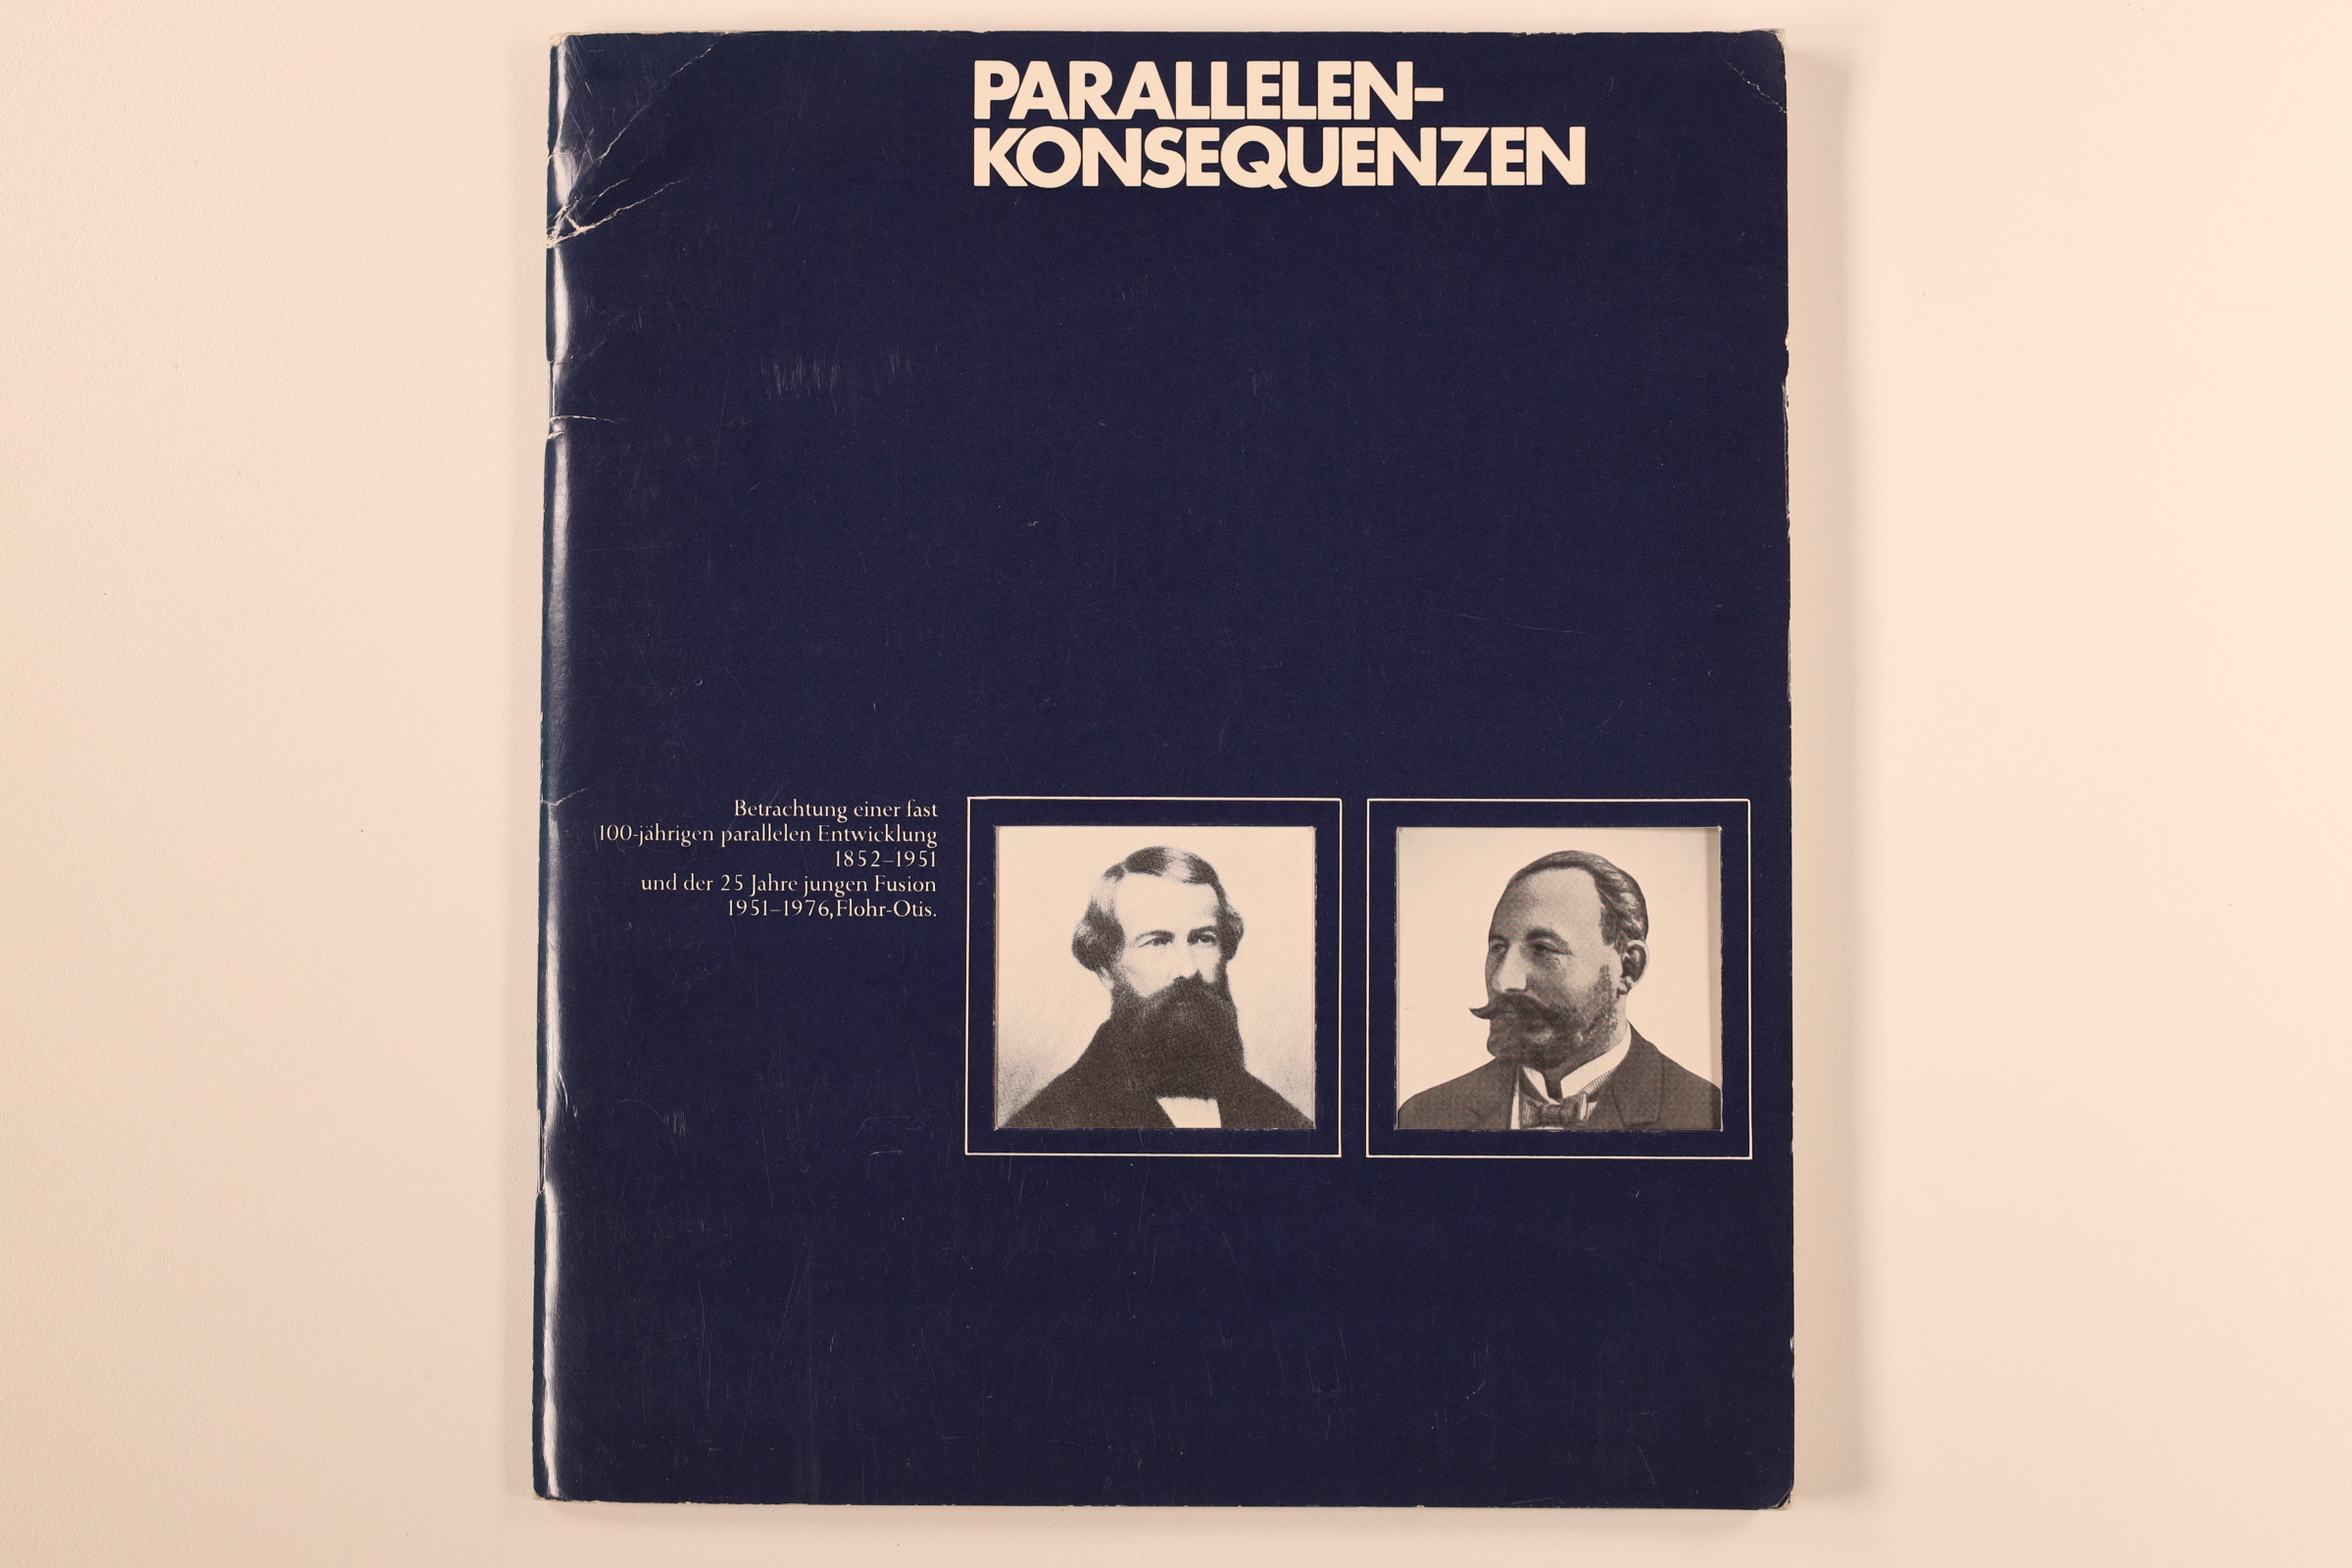 PARALLELEN-
KONSEQUENZEN
Betrachtung einer fast
100-jährigen parallelen Entwicklung
1852–1951
und der 25 Jahre jungen Fusion
1951–1976, Flohr-Otis.